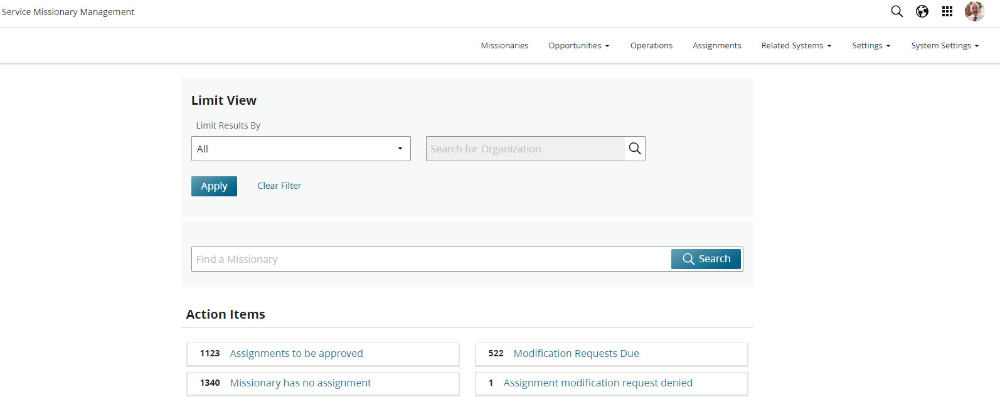 Service Missionary Management
Missionaries Opportunities Operations Assignments Related Systems Settings System Settings
Limit View
Limit Results By
All Search for Organization
Apply Clear Filter
Find a Missionary Search
Action Items
1123 Assignments to be approved 522 Modification Requests Due
1340 Missionary has no assignment 1 Assignment modification request denied